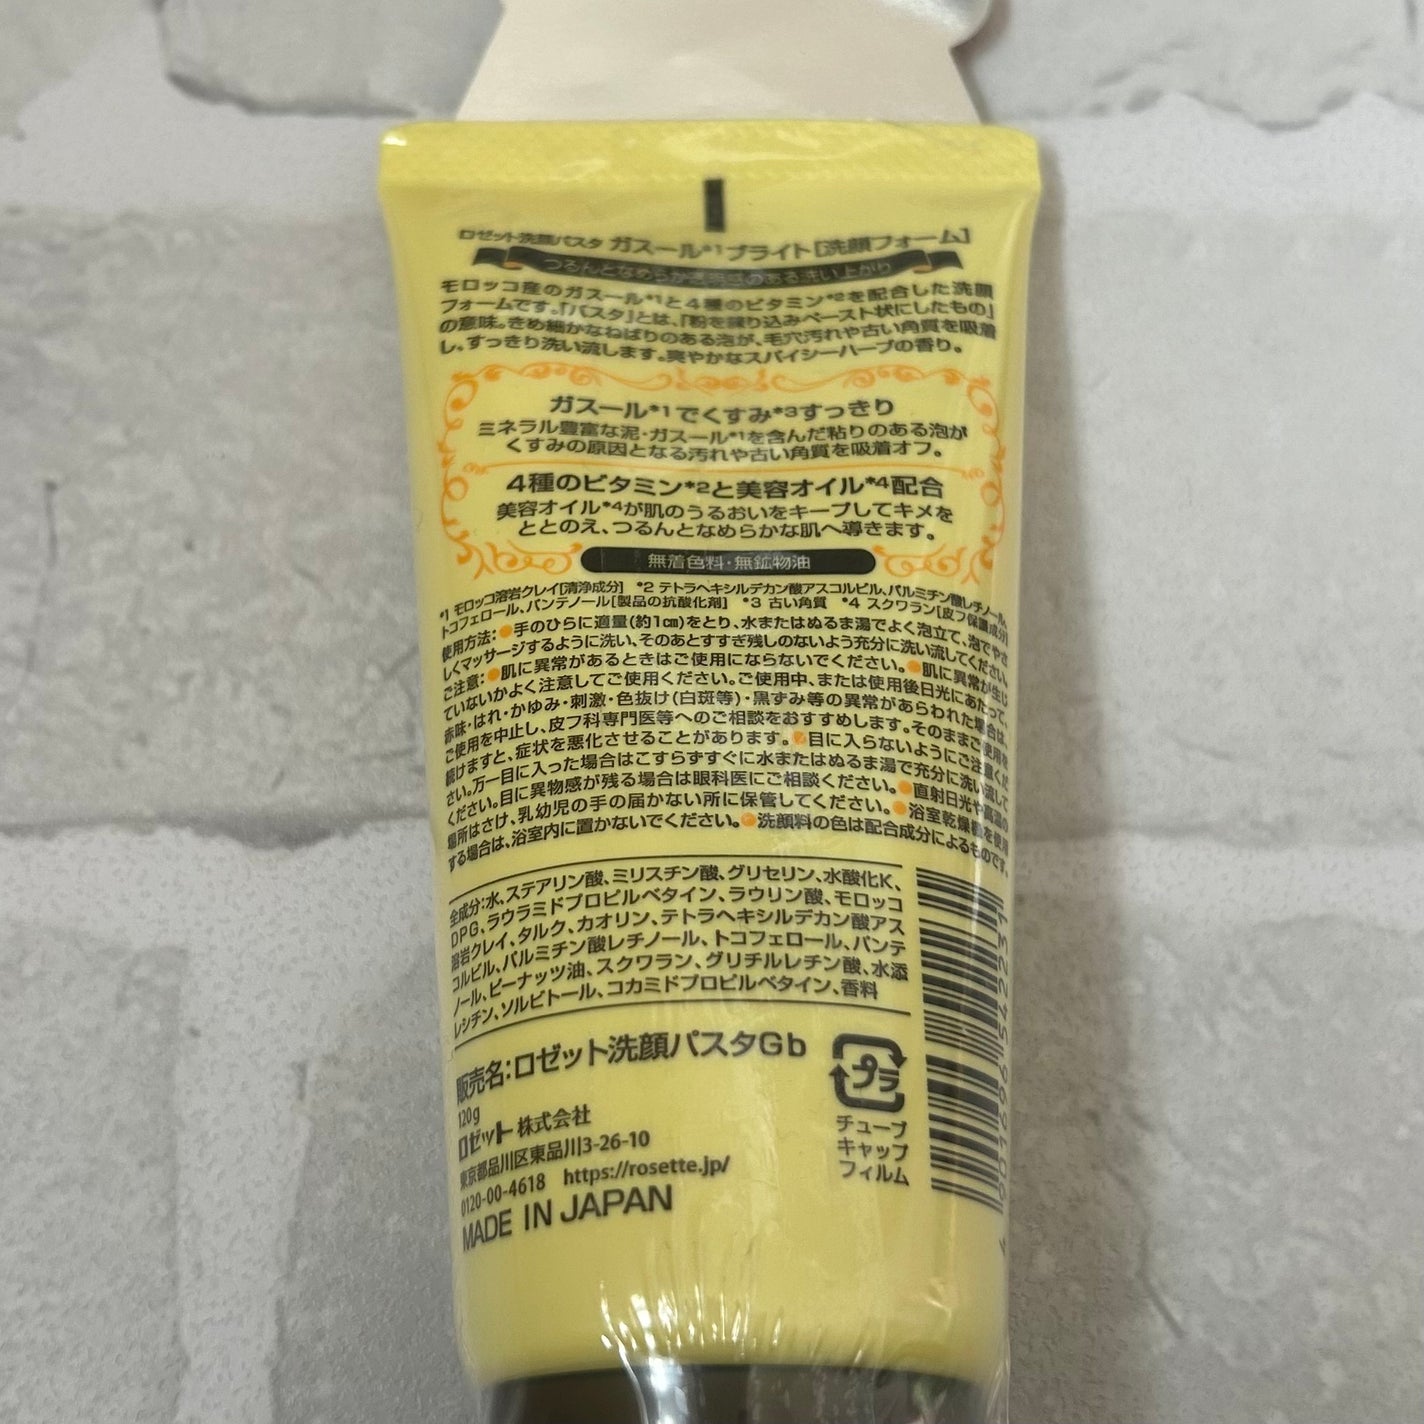 ロゼット洗顔パスタ ガスール*1ブライト[洗顔フォーム]
つるんとなめらかな透明感のある洗い上がり
モロッコ産のガスール*1と4種のビタミン*2を配合した洗顔
フォームです。「パスタ」とは、「粉を練り込みペースト状にしたもの」
の意味。きめ細かなねばりのある泡が、毛穴汚れや古い角質を吸着
し、すっきり洗い流します。爽やかなスパイシーハーブの香り。
ガスール*1でくすみ*3すっきり
ミネラル豊富な泥・ガスール*1を含んだ粘りのある泡が
くすみの原因となる汚れや古い角質を吸着オフ。
4種のビタミン*2と美容オイル*4配合
美容オイル*4が肌のうるおいをキープしてキメを
ととのえ、つるんとなめらかな肌へ導きます。
無着色料・無鉱物油
*1 モロッコ溶岩クレイ[清浄成分] *2 テトラヘキシルデカン酸アスコルビル、パルミチン酸レチノール、
トコフェロール、パンテノール[製品の抗酸化剤] *3 古い角質 *4 スクワラン[皮フ保護成分]
使用方法:●手のひらに適量(約1㎝)をとり、水またはぬるま湯でよく泡立て、泡でやさ
しくマッサージするように洗い、そのあとすすぎ残しのないよう充分に洗い流してください。
ご注意:●肌に異常があるときはご使用にならないでください。●肌に異常が生じ
ていないかよく注意してご使用ください。ご使用中、または使用後日光にあたって、
赤味・はれ・かゆみ・刺激・色抜け(白斑等)・黒ずみ等の異常があらわれた場合は、
ご使用を中止し、皮フ科専門医等へのご相談をおすすめします。そのままご使用を
続けますと、症状を悪化させることがあります。●目に入らないようにご注意くだ
さい。万一目に入った場合はこすらずすぐに水またはぬるま湯で充分に洗い流して
ください。目に異物感が残る場合は眼科医にご相談ください。●直射日光や高温の
場所はさけ、乳幼児の手の届かない所に保管してください。●浴室乾燥機を使用
する場合は、浴室内に置かないでください。●洗顔料の色は配合成分によるものです。
全成分:水、ステアリン酸、ミリスチン酸、グリセリン、水酸化K、
DPG、ラウラミドプロピルベタイン、ラウリン酸、モロッコ
溶岩クレイ、タルク、カオリン、テトラヘキシルデカン酸アス
コルビル、パルミチン酸レチノール、トコフェロール、パンテ
ノール、ピーナッツ油、スクワラン、グリチルレチン酸、水添
レシチン、ソルビトール、コカミドプロピルベタイン、香料
販売名:ロゼット洗顔パスタGb
120g
ロゼット株式会社
東京都品川区東品川3-26-10
0120-00-4618 https://rosette.jp/
MADE IN JAPAN
プラ
チューブ
キャップ
フィルム